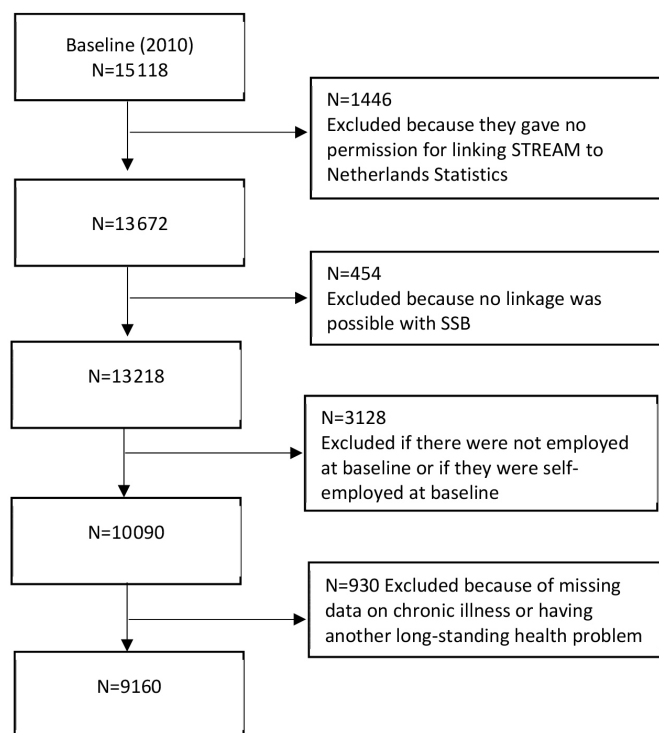 Baseline (2010)
N=15118
N=1446
Excluded because they gave no
permission for linking STREAM to
Netherlands Statistics
N=13672
N=454
Excluded because no linkage was
possible with SSB
N=13218
N=3128
Excluded if there were not employed
at baseline or if they were self-
employed at baseline
N=10090
N=930 Excluded because of missing
data on chronic illness or having
another long-standing health problem
N=9160